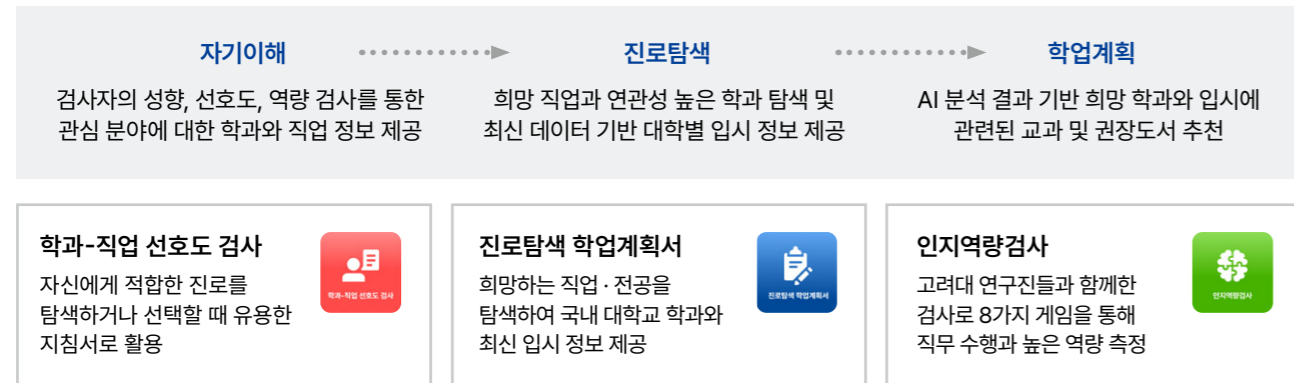 자기이해
검사자의 성향, 선호도, 역량 검사를 통한
관심 분야에 대한 학과와 직업 정보 제공
진로탐색
희망 직업과 연관성 높은 학과 탐색 및
최신 데이터 기반 대학별 입시 정보 제공
학업계획
AI 분석 결과 기반 희망 학과와 입시에
관련된 교과 및 권장도서 추천
학과-직업 선호도 검사
자신에게 적합한 진로를
탐색하거나 선택할 때 유용한
지침서로 활용
학과-직업 선호도 검사
진로탐색 학업계획서
희망하는 직업 · 전공을
탐색하여 국내 대학교 학과와
최신 입시 정보 제공
진로탐색 학업계획서
인지역량검사
고려대 연구진들과 함께한
검사로 8가지 게임을 통해
직무 수행과 높은 역량 측정
인지역량검사